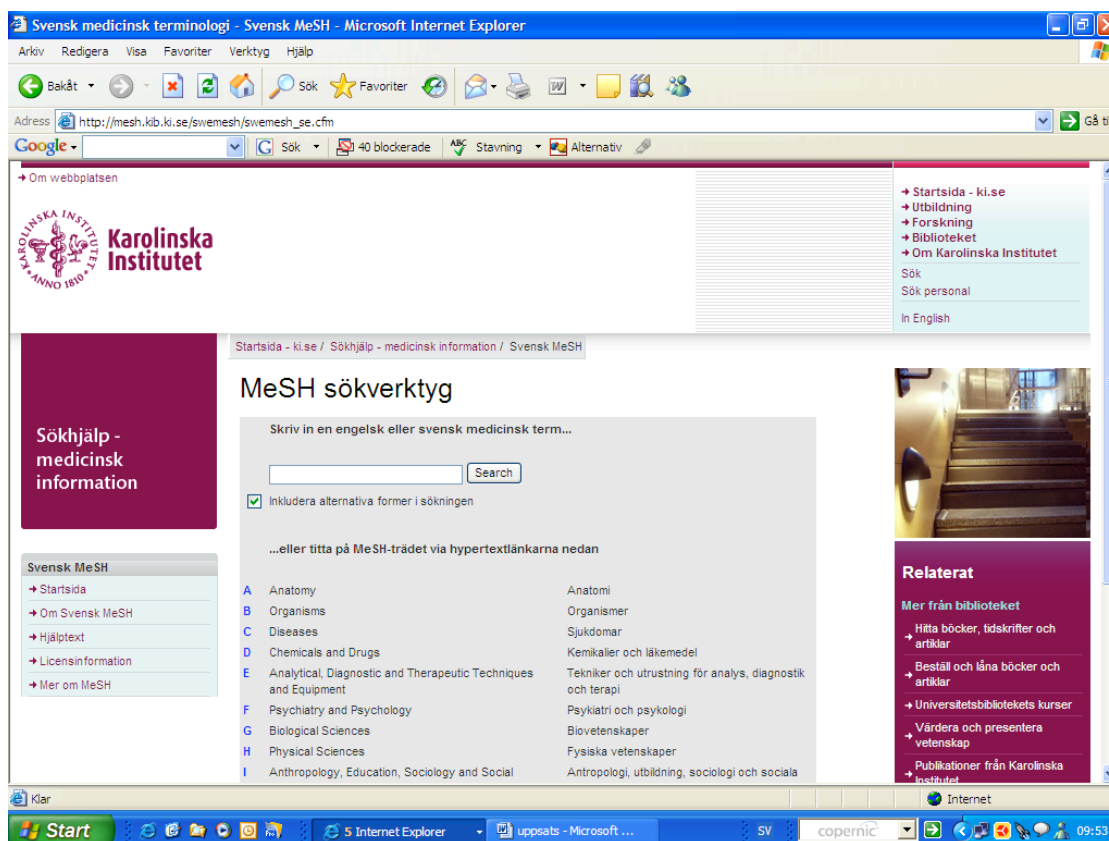 Svensk medicinsk terminologi - Svensk MeSH - Microsoft Internet Explorer
Arkiv Redigera Visa Favoriter Verktyg Hjälp
Bakåt Sök Favoriter
Adress http://mesh.kib.ki.se/swemesh/swemesh_se.cfm Gå ti
Google G Sök 40 blockerade ABC Stavning Alternativ
Om webbplatsen
KAROLINSKA INSTITUTET ANNO 1810
Karolinska
Institutet
Startsida - ki.se
Utbildning
Forskning
Biblioteket
Om Karolinska Institutet
Sök
Sök personal
In English
Startsida - ki.se / Sökhjälp - medicinsk information / Svensk MeSH
Sökhjälp -
medicinsk
information
Svensk MeSH
Startsida
Om Svensk MeSH
Hjälptext
Licensinformation
Mer om MeSH
MeSH sökverktyg
Skriv in en engelsk eller svensk medicinsk term...
Search
Inkludera alternativa former i sökningen
...eller titta på MeSH-trädet via hypertextlänkarna nedan
A Anatomy Anatomi
B Organisms Organismer
C Diseases Sjukdomar
D Chemicals and Drugs Kemikalier och läkemedel
E Analytical, Diagnostic and Therapeutic Techniques Tekniker och utrustning för analys, diagnostik
and Equipment och terapi
F Psychiatry and Psychology Psykiatri och psykologi
G Biological Sciences Biovetenskaper
H Physical Sciences Fysiska vetenskaper
I Anthropology, Education, Sociology and Social Antropologi, utbildning, sociologi och sociala
Relaterat
Mer från biblioteket
Hitta böcker, tidskrifter och
artiklar
Beställ och låna böcker och
artiklar
Universitetsbibliotekets kurser
Värdera och presentera
vetenskap
Publikationer från Karolinska
Institutet
Klar Internet
Start 5 Internet Explorer uppsats - Microsoft ... SV copernic 09:53